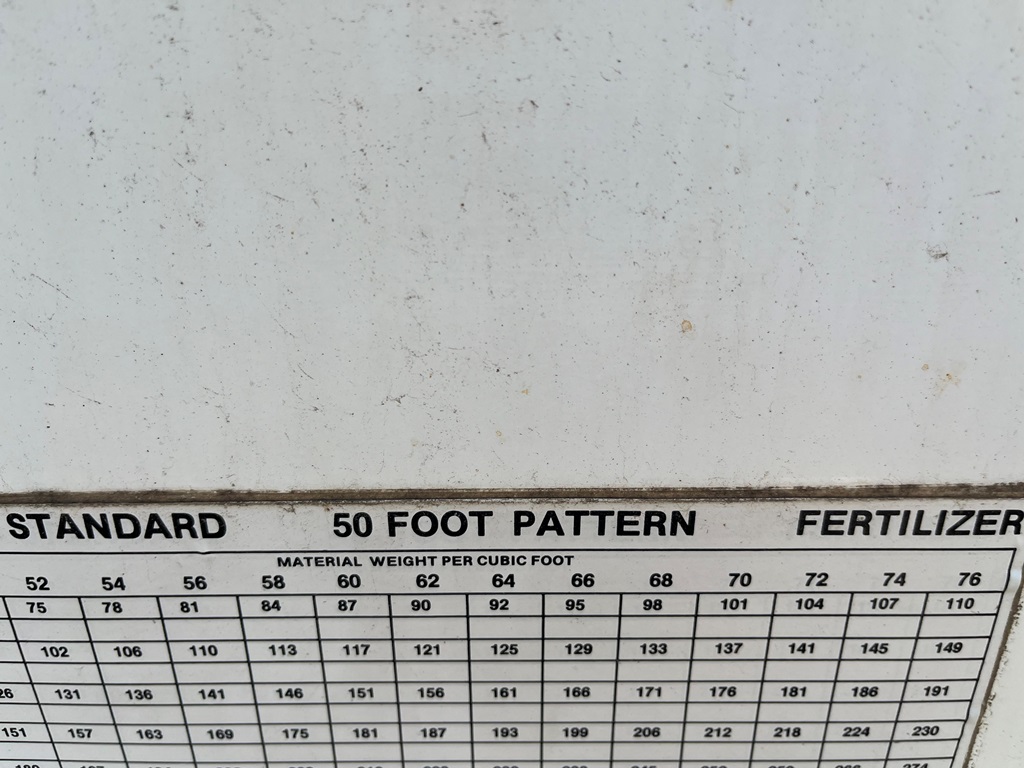 STANDARD 50 FOOT PATTERN FERTILIZER
MATERIAL WEIGHT PER CUBIC FOOT
52 54 56 58 60 62 64 66 68 70 72 74 76
75 78 81 84 87 90 92 95 98 101 104 107 110
102 106 110 113 117 121 125 129 133 137 141 145 149
26 131 136 141 146 151 156 161 166 171 176 181 186 191
151 157 163 169 175 181 187 193 199 206 212 218 224 230
274